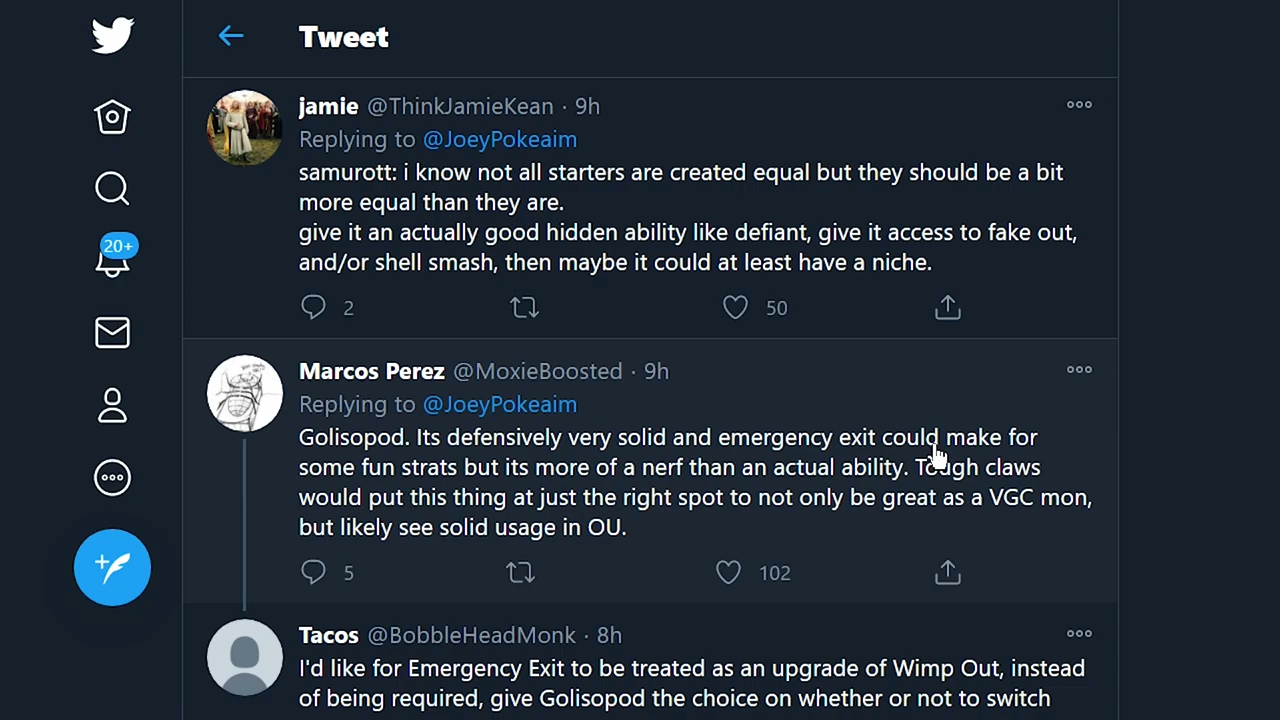 Tweet
jamie @ThinkJamieKean · 9h
Replying to @JoeyPokeaim
samurott: i know not all starters are created equal but they should be a bit
more equal than they are.
give it an actually good hidden ability like defiant, give it access to fake out,
and/or shell smash, then maybe it could at least have a niche.
2 50
20+
Marcos Perez @MoxieBoosted · 9h
Replying to @JoeyPokeaim
Golisopod. Its defensively very solid and emergency exit could make for
some fun strats but its more of a nerf than an actual ability. Tough claws
would put this thing at just the right spot to not only be great as a VGC mon,
but likely see solid usage in OU.
5 102
Tacos @BobbleHeadMonk · 8h
I'd like for Emergency Exit to be treated as an upgrade of Wimp Out, instead
of being required, give Golisopod the choice on whether or not to switch